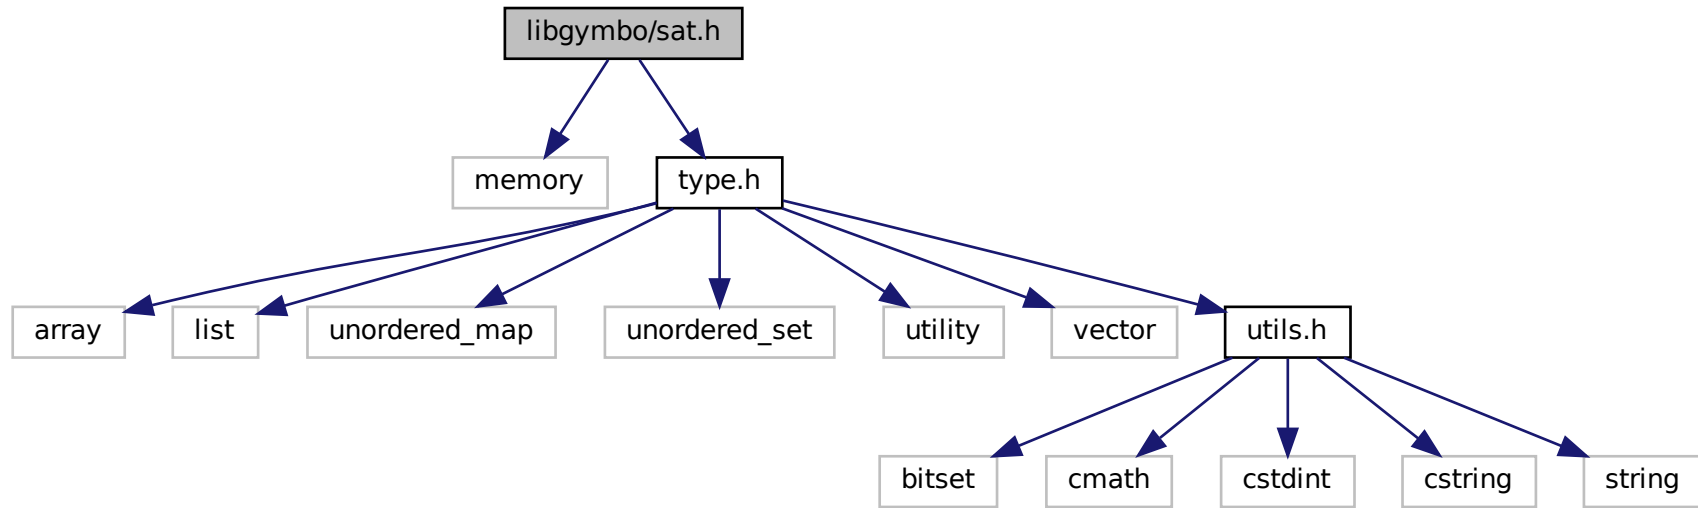 libgymbo/sat.h
memory
type.h
array
list
unordered_map
unordered_set
utility
vector
utils.h
bitset
cmath
cstdint
cstring
string